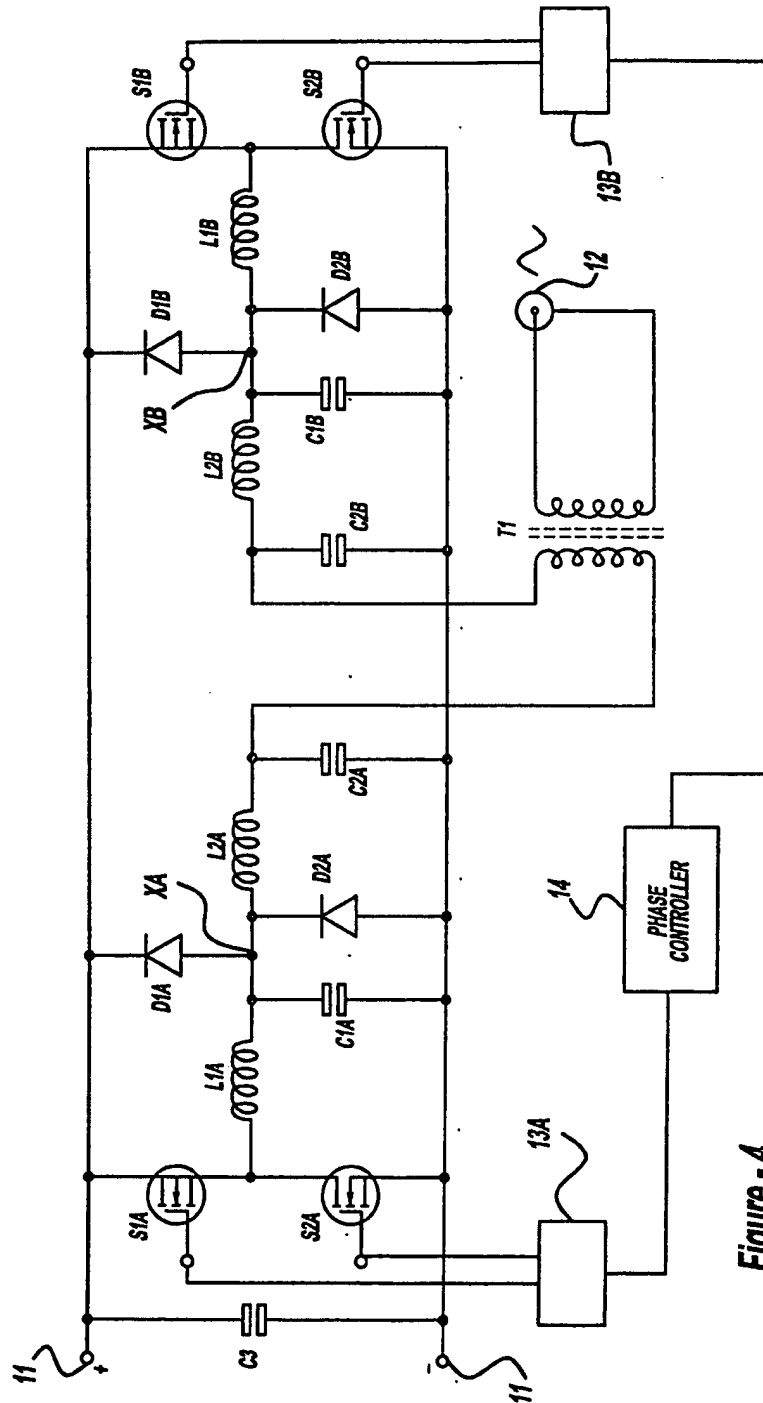 11
+
C3
11
-
S1A
S2A
13A
L1A
D1A
C1A
XA
D2A
L2A
C2A
14
PHASE
CONTROLLER
T1
12
C2B
L2B
C1B
XB
D1B
D2B
L1B
S1B
S2B
13B
Figure - 4